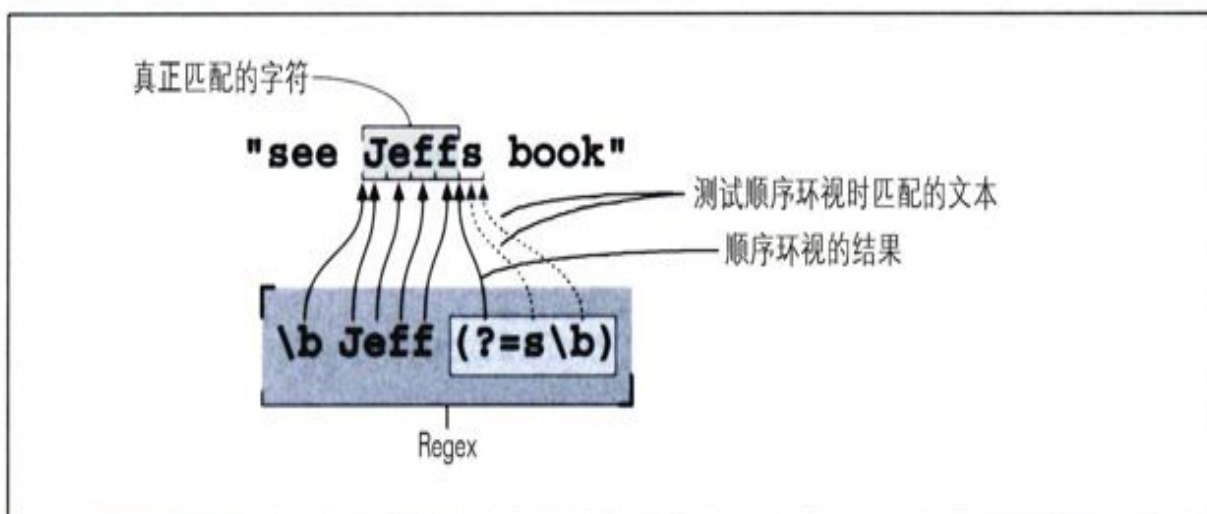 真正匹配的字符
"see Jeffs book"
测试顺序环视时匹配的文本
顺序环视的结果
\b Jeff (?=s\b)
Regex